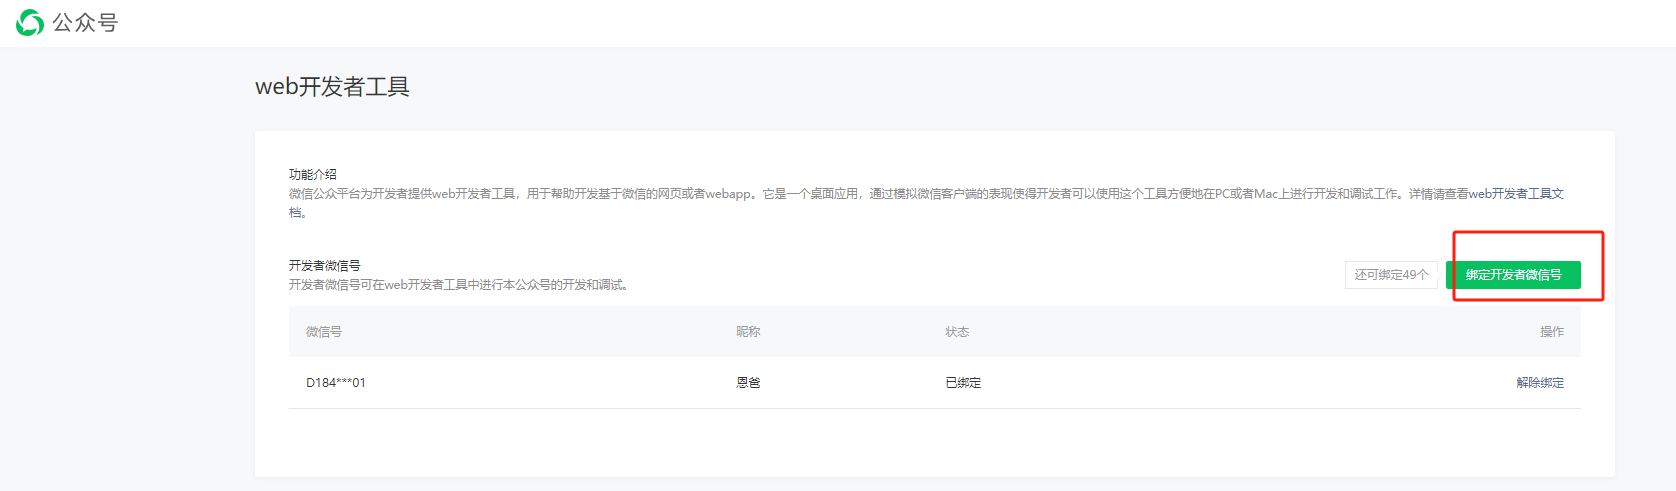 公众号
web开发者工具
功能介绍
微信公众平台为开发者提供web开发者工具，用于帮助开发基于微信的网页或者webapp。它是一个桌面应用，通过模拟微信客户端的表现使得开发者可以使用这个工具方便地在PC或者Mac上进行开发和调试工作。详情请查看web开发者工具文
档。
开发者微信号
开发者微信号可在web开发者工具中进行本公众号的开发和调试。
还可绑定49个 绑定开发者微信号
微信号 昵称 状态 操作
D184***01 恩爸 已绑定 解除绑定